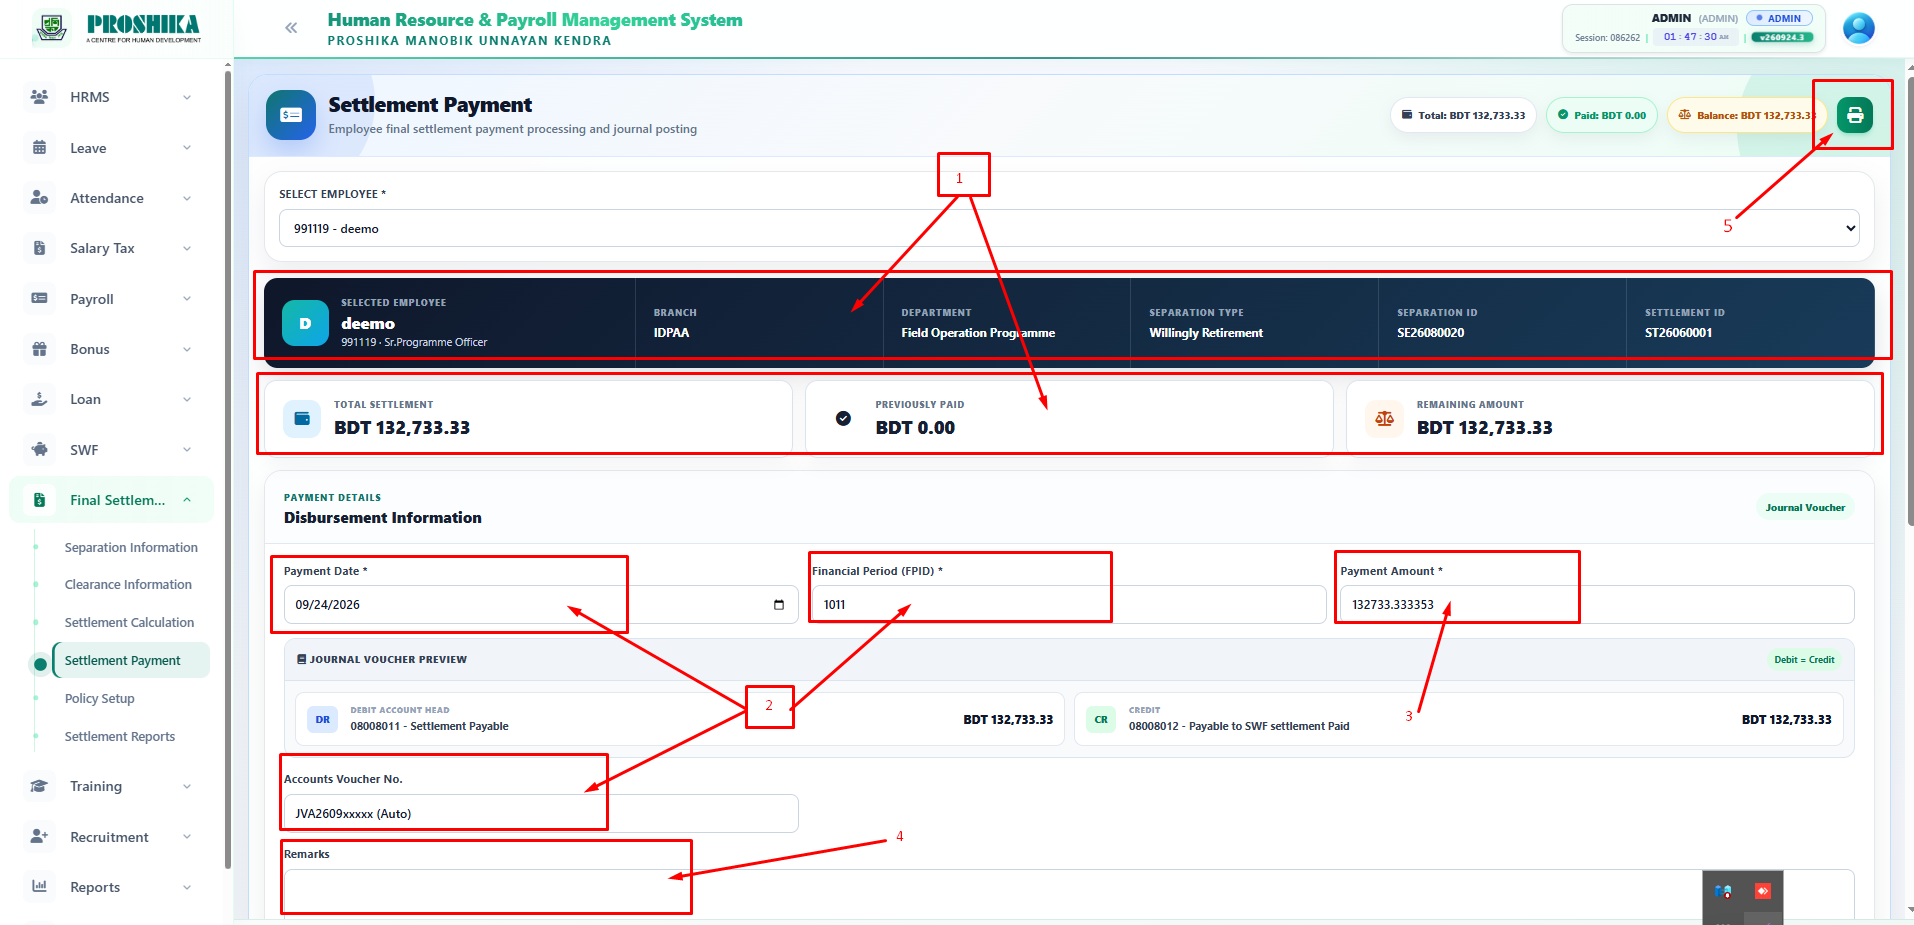 PROSHIKA
A CENTRE FOR HUMAN DEVELOPMENT
Human Resource & Payroll Management System
PROSHIKA MANOBIK UNNAYAN KENDRA
ADMIN (ADMIN) ADMIN
Session: 086262 | 01 : 47 : 30 AM | v260924.3
HRMS
Leave
Attendance
Salary Tax
Payroll
Bonus
Loan
SWF
Final Settlem...
Separation Information
Clearance Information
Settlement Calculation
Settlement Payment
Policy Setup
Settlement Reports
Training
Recruitment
Reports
Settlement Payment
Employee final settlement payment processing and journal posting
Total: BDT 132,733.33
Paid: BDT 0.00
Balance: BDT 132,733.33
1
5
SELECT EMPLOYEE *
991119 - deemo
D
SELECTED EMPLOYEE
deemo
991119 · Sr.Programme Officer
BRANCH
IDPAA
DEPARTMENT
Field Operation Programme
SEPARATION TYPE
Willingly Retirement
SEPARATION ID
SE26080020
SETTLEMENT ID
ST26060001
TOTAL SETTLEMENT
BDT 132,733.33
PREVIOUSLY PAID
BDT 0.00
REMAINING AMOUNT
BDT 132,733.33
PAYMENT DETAILS
Disbursement Information
Journal Voucher
Payment Date *
09/24/2026
Financial Period (FPID) *
1011
Payment Amount *
132733.333353
JOURNAL VOUCHER PREVIEW
Debit = Credit
DR
DEBIT ACCOUNT HEAD
08008011 - Settlement Payable
BDT 132,733.33
CR
CREDIT
08008012 - Payable to SWF settlement Paid
BDT 132,733.33
2
3
Accounts Voucher No.
JVA2609xxxxx (Auto)
4
Remarks